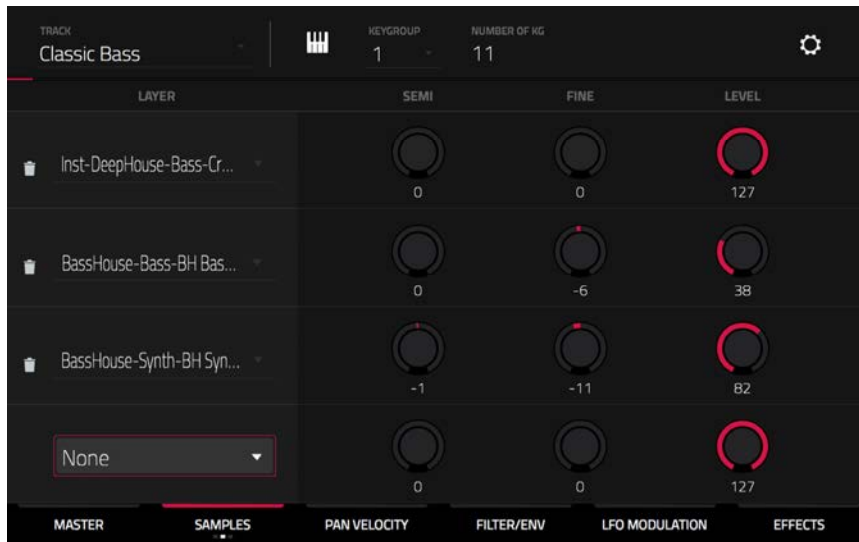 TRACK
Classic Bass
KEYGROUP
1
NUMBER OF KG
11
LAYER SEMI FINE LEVEL
Inst-DeepHouse-Bass-Cr...
0 0 127
BassHouse-Bass-BH Bas...
0 -6 38
BassHouse-Synth-BH Syn...
-1 -11 82
None
0 0 127
MASTER SAMPLES PAN VELOCITY FILTER/ENV LFO MODULATION EFFECTS